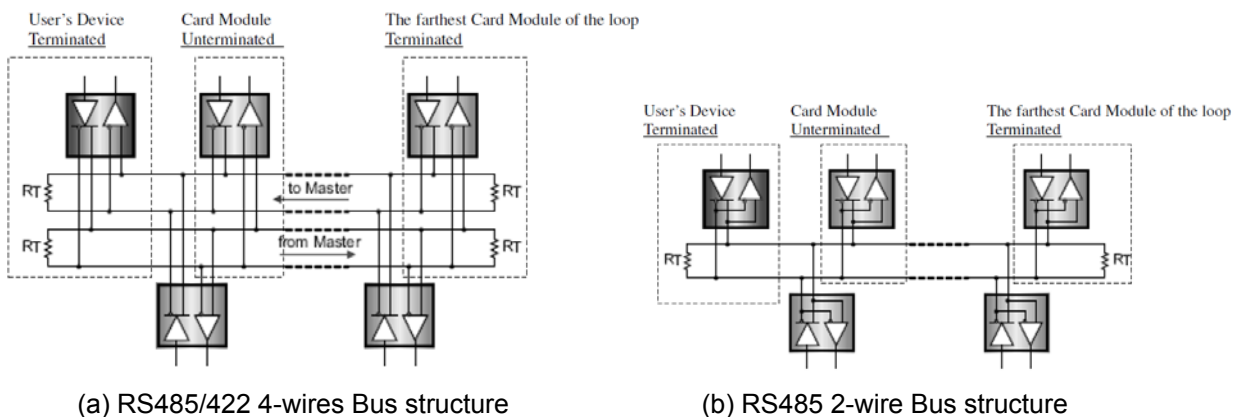 User's Device
Terminated
Card Module
Unterminated
The farthest Card Module of the loop
Terminated
RT
to Master
RT
RT
from Master
RT
(a) RS485/422 4-wires Bus structure
User's Device
Terminated
Card Module
Unterminated
The farthest Card Module of the loop
Terminated
RT
RT
(b) RS485 2-wire Bus structure